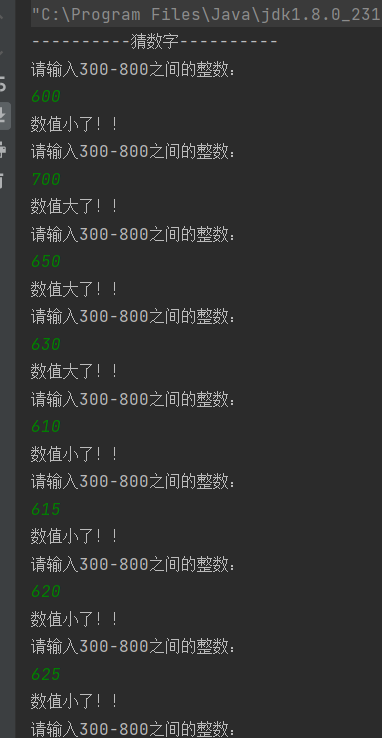 "C:\Program Files\Java\jdk1.8.0_231
----------猜数字----------
请输入300-800之间的整数：
600
数值小了！！
请输入300-800之间的整数：
700
数值大了！！
请输入300-800之间的整数：
650
数值大了！！
请输入300-800之间的整数：
630
数值大了！！
请输入300-800之间的整数：
610
数值小了！！
请输入300-800之间的整数：
615
数值小了！！
请输入300-800之间的整数：
620
数值小了！！
请输入300-800之间的整数：
625
数值小了！！
请输入300-800之间的整数：